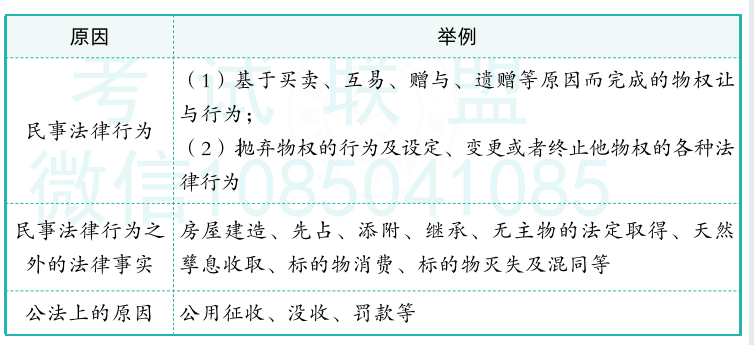 原因 举例
民事法律行为
(1)基于买卖、互易、赠与、遗赠等原因而完成的物权让
与行为;
(2)抛弃物权的行为及设定、变更或者终止他物权的各种法
律行为
民事法律行为之
外的法律事实
房屋建造、先占、添附、继承、无主物的法定取得、天然
孳息收取、标的物消费、标的物灭失及混同等
公法上的原因 公用征收、没收、罚款等
考试联盟
微信1085041085